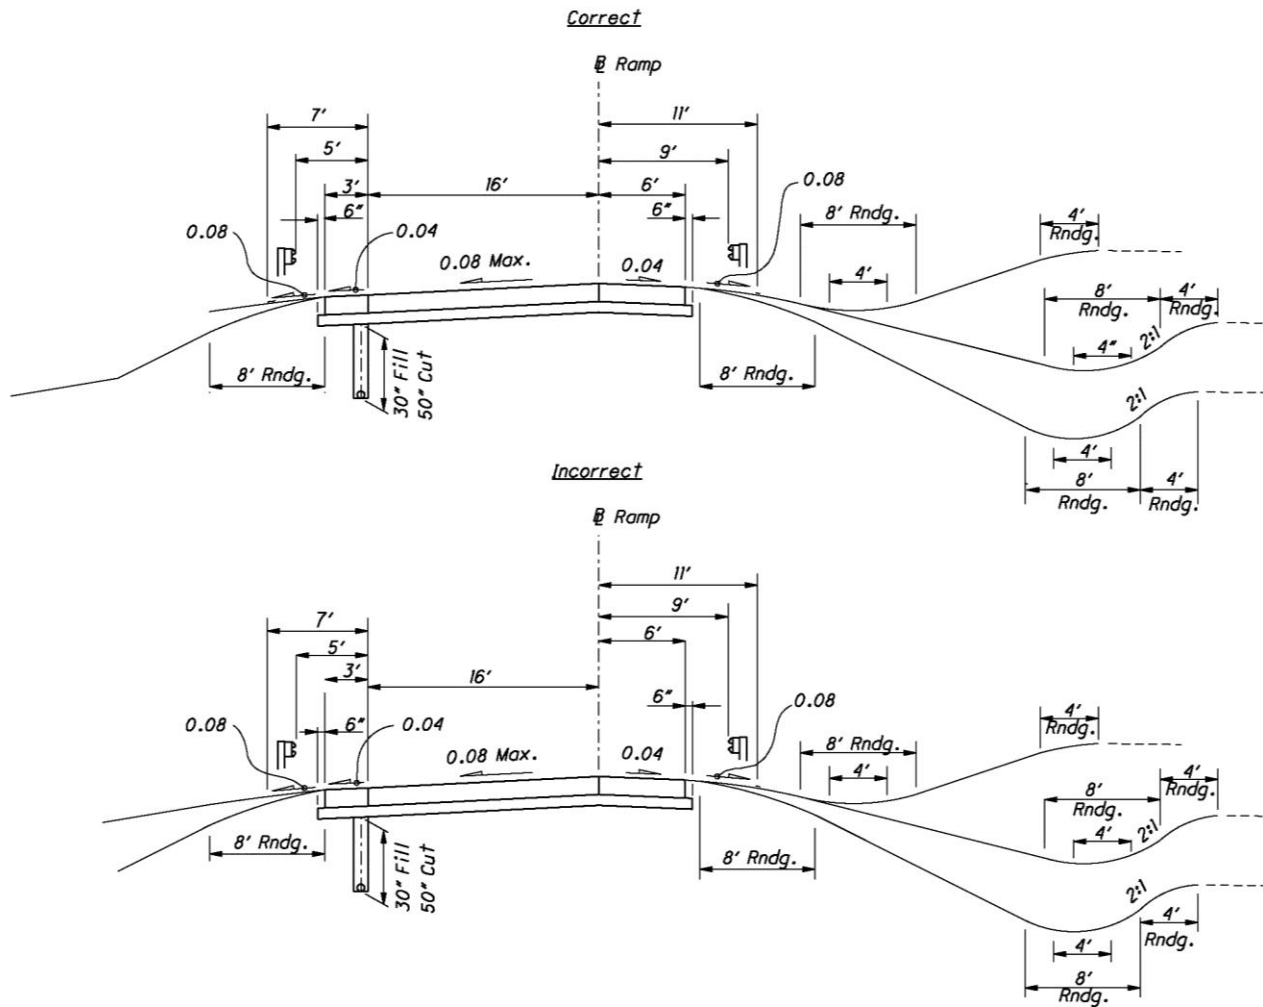 Correct
℄ Ramp
7'
11'
5'
9'
3'
16'
6'
0.08
6"
6"
8' Rndg.
4'
Rndg.
0.08
0.04
0.08 Max.
0.04
4'
8'
Rndg.
4'
Rndg.
4"
2:1
8' Rndg.
30" Fill
50" Cut
8' Rndg.
2:1
4'
8'
Rndg.
4'
Rndg.
Incorrect
℄ Ramp
11'
7'
9'
5'
6'
3'
16'
0.08
0.04
6"
6"
0.08
4'
Rndg.
8' Rndg.
0.08 Max.
0.04
4'
8'
Rndg.
4'
Rndg.
4'
2:1
8' Rndg.
30" Fill
50" Cut
8' Rndg.
2:1
4'
Rndg.
4'
8'
Rndg.